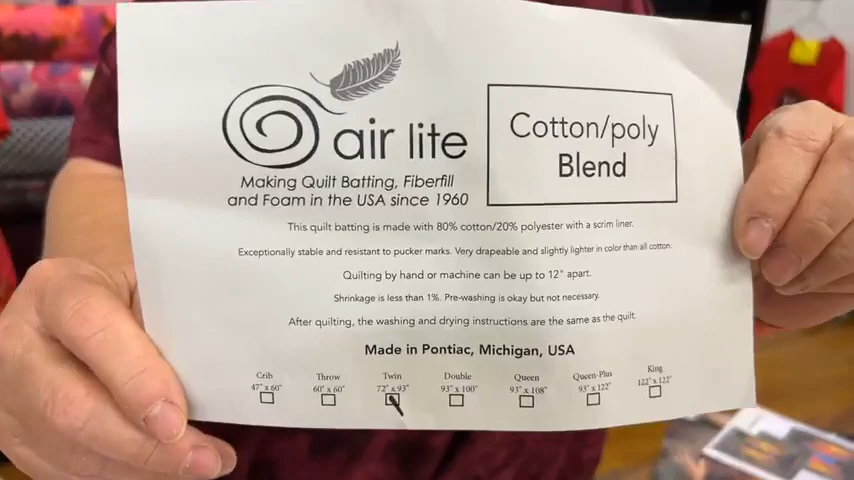 air lite
Making Quilt Batting, Fiberfill
and Foam in the USA since 1960
Cotton/poly
Blend
This quilt batting is made with 80% cotton/20% polyester with a scrim liner.
Exceptionally stable and resistant to pucker marks. Very drapeable and slightly lighter in color than all cotton.
Quilting by hand or machine can be up to 12" apart.
Shrinkage is less than 1%. Pre-washing is okay but not necessary.
After quilting, the washing and drying instructions are the same as the quilt.
Made in Pontiac, Michigan, USA
Crib Throw Twin Double Queen Queen-Plus King
47" x 60" 60" x 60" 72" x 93" 93" x 100" 93" x 108" 93" x 122" 122" x 122"